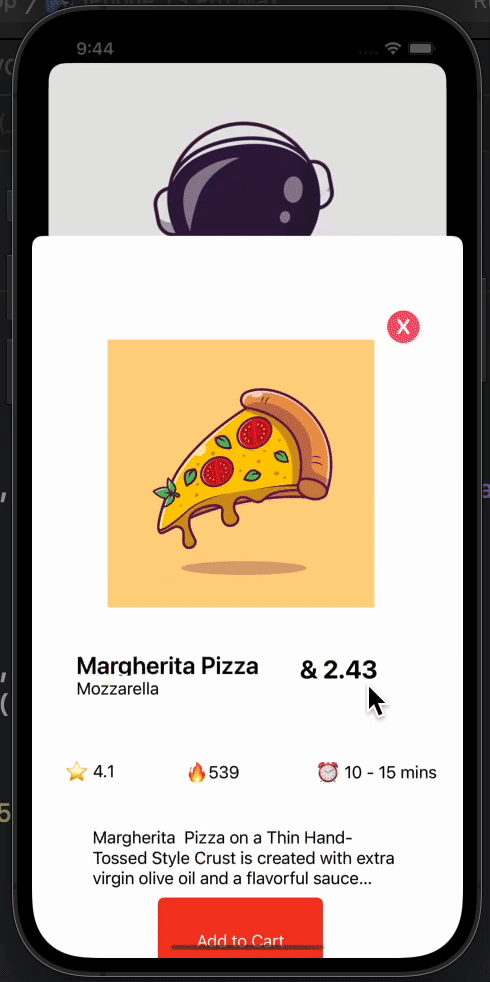 9:44
X
Margherita Pizza & 2.43
Mozzarella
4.1 539 10 - 15 mins
Margherita Pizza on a Thin Hand-
Tossed Style Crust is created with extra
virgin olive oil and a flavorful sauce...
Add to Cart